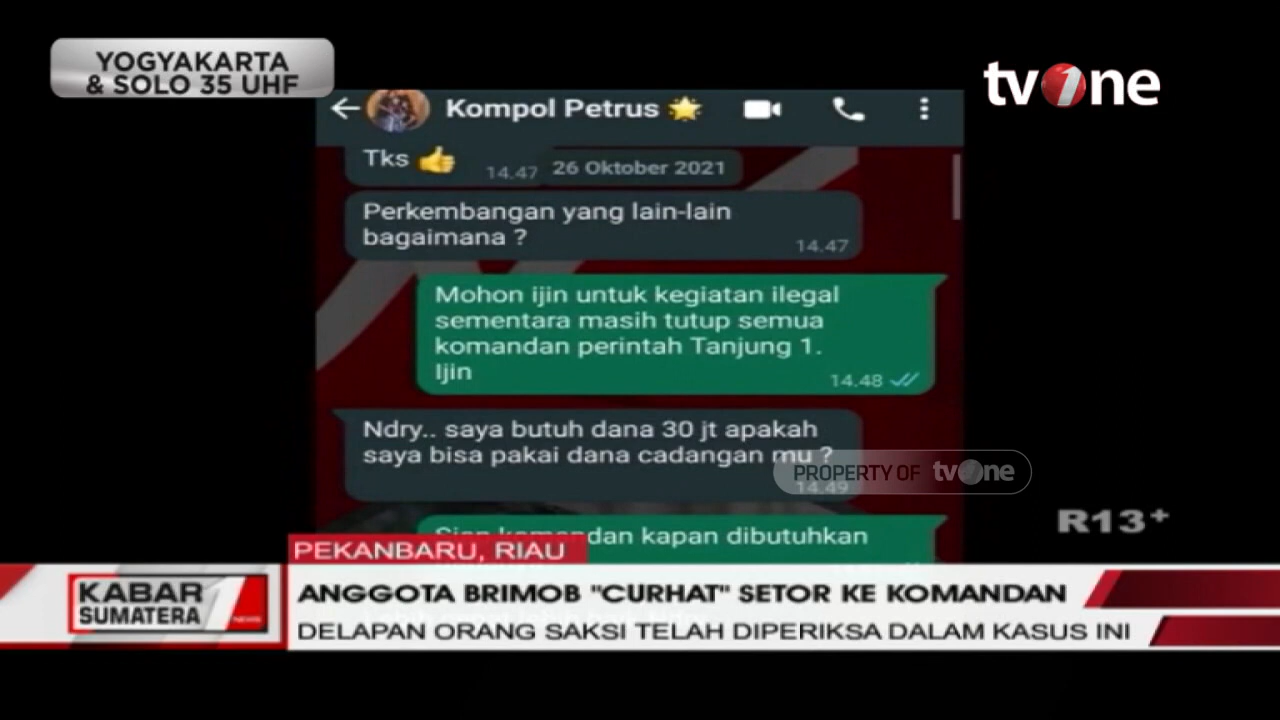 YOGYAKARTA
& SOLO 35 UHF
tvOne
Kompol Petrus
Tks
14.47
26 Oktober 2021
Perkembangan yang lain-lain
bagaimana ?
14.47
Mohon ijin untuk kegiatan ilegal
sementara masih tutup semua
komandan perintah Tanjung 1.
Ijin
14.48
Ndry.. saya butuh dana 30 jt apakah
saya bisa pakai dana cadangan mu ?
14.49
PROPERTY OF tvOne
Siap komandan kapan dibutuhkan
R13+
PEKANBARU, RIAU
KABAR
SUMATERA
1
NEWS
ANGGOTA BRIMOB "CURHAT" SETOR KE KOMANDAN
DELAPAN ORANG SAKSI TELAH DIPERIKSA DALAM KASUS INI